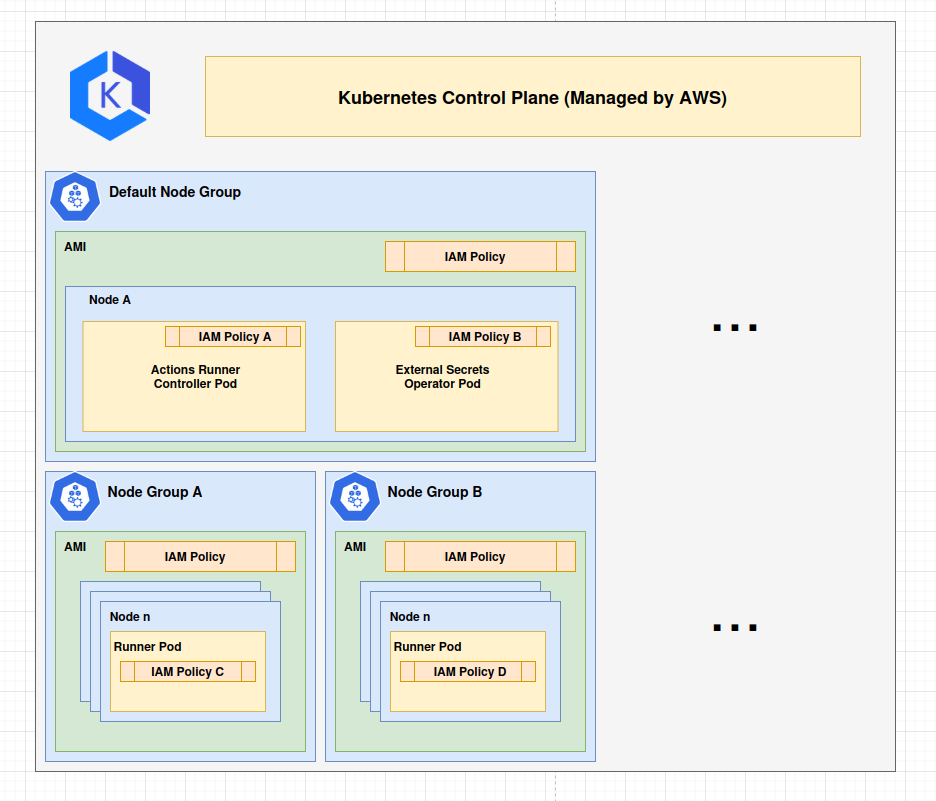 K
Kubernetes Control Plane (Managed by AWS)
Default Node Group
AMI
IAM Policy
Node A
IAM Policy A
Actions Runner
Controller Pod
IAM Policy B
External Secrets
Operator Pod
...
Node Group A
AMI
IAM Policy
Node n
Runner Pod
IAM Policy C
Node Group B
AMI
IAM Policy
Node n
Runner Pod
IAM Policy D
...